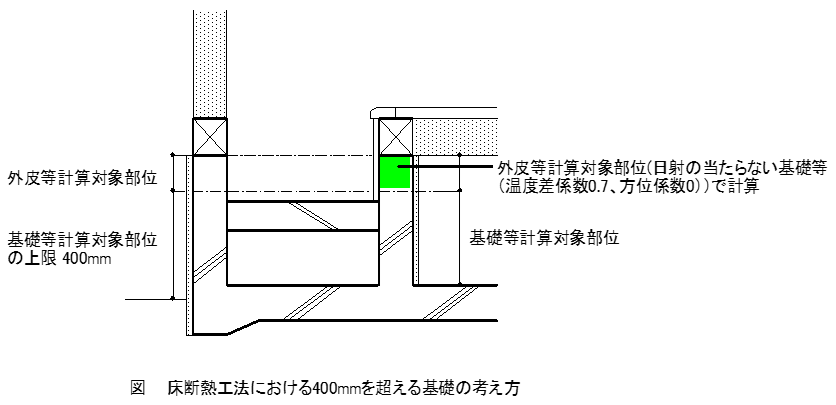 外皮等計算対象部位
基礎等計算対象部位
の上限 400mm
外皮等計算対象部位(日射の当たらない基礎等
(温度差係数0.7、方位係数0))で計算
基礎等計算対象部位
図 床断熱工法における400mmを超える基礎の考え方